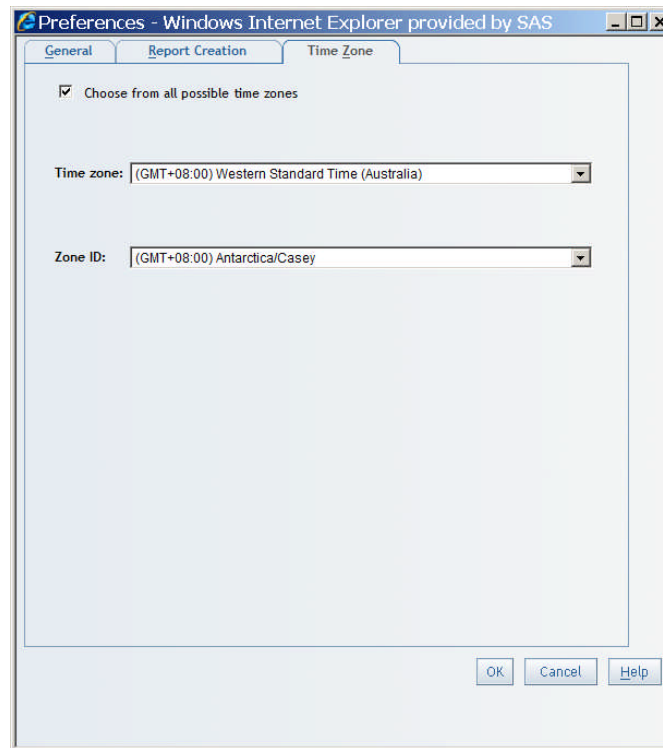 Preferences - Windows Internet Explorer provided by SAS
General Report Creation Time Zone
Choose from all possible time zones
Time zone: (GMT+08:00) Western Standard Time (Australia)
Zone ID: (GMT+08:00) Antarctica/Casey
OK Cancel Help